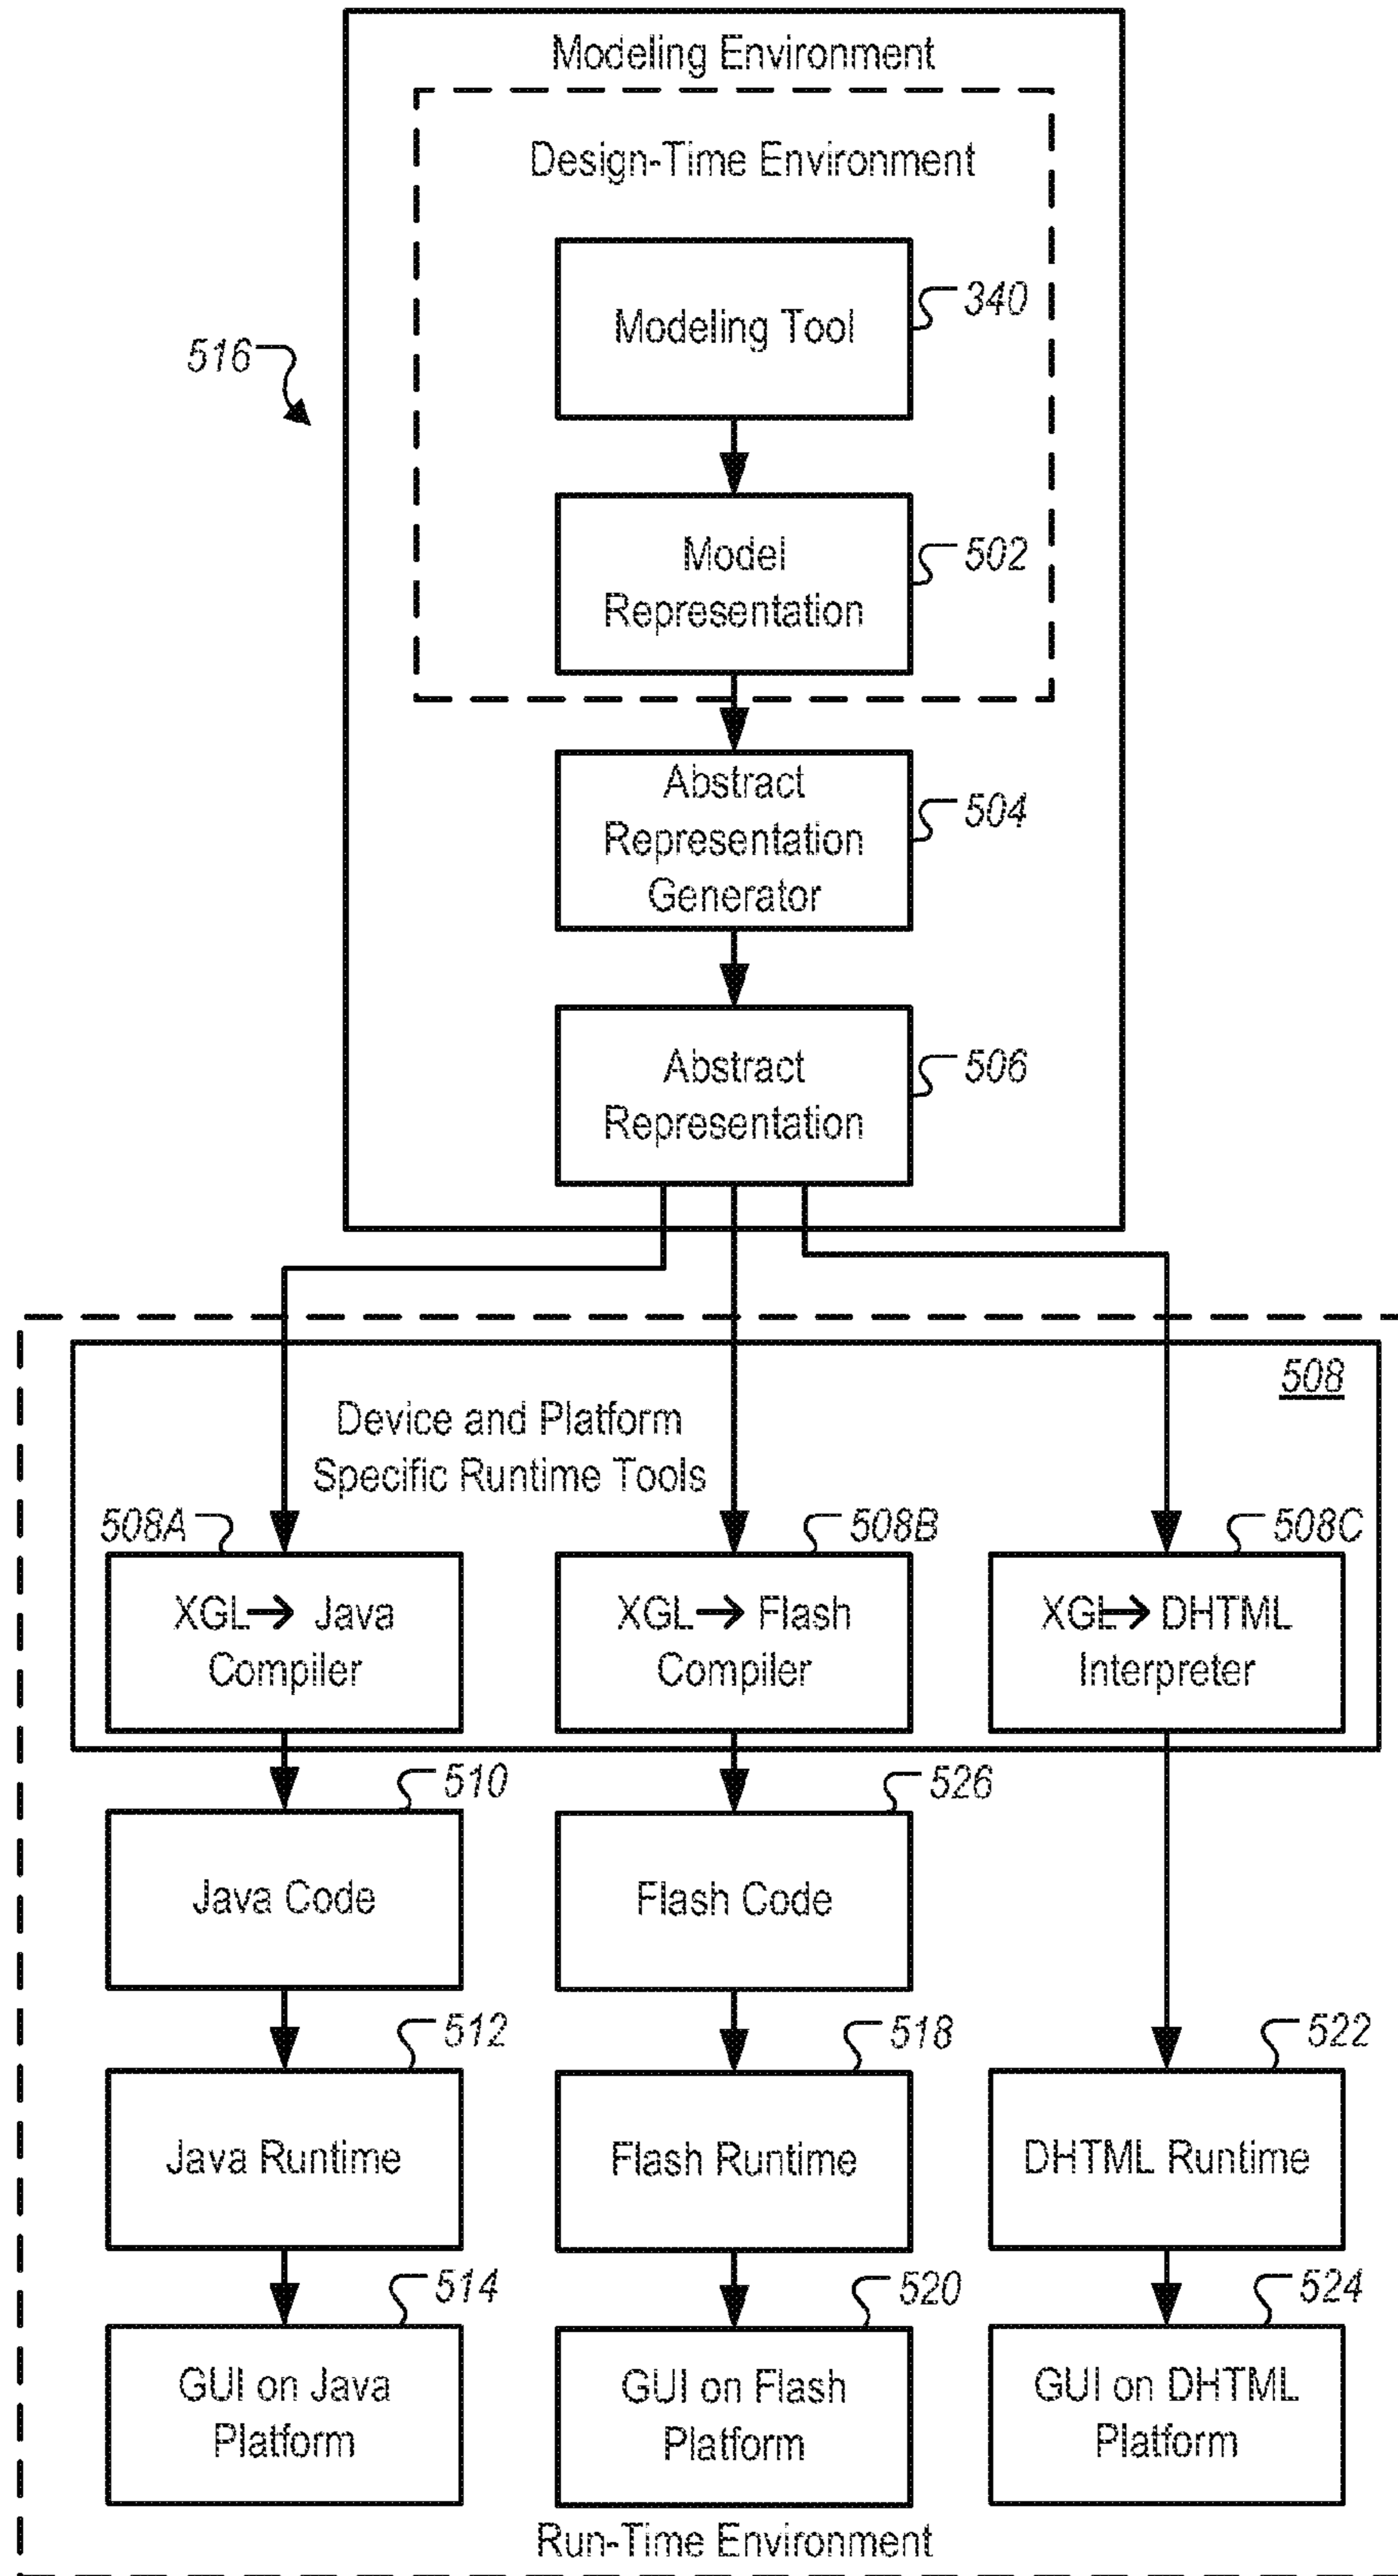 Modeling Environment
Design-Time Environment
Modeling Tool
340
516
Model
Representation
502
Abstract
Representation
Generator
504
Abstract
Representation
506
508
Device and Platform
Specific Runtime Tools
508A
508B
508C
XGL→ Java
Compiler
XGL→ Flash
Compiler
XGL→ DHTML
Interpreter
510
526
Java Code
Flash Code
512
518
522
Java Runtime
Flash Runtime
DHTML Runtime
514
520
524
GUI on Java
Platform
GUI on Flash
Platform
GUI on DHTML
Platform
Run-Time Environment